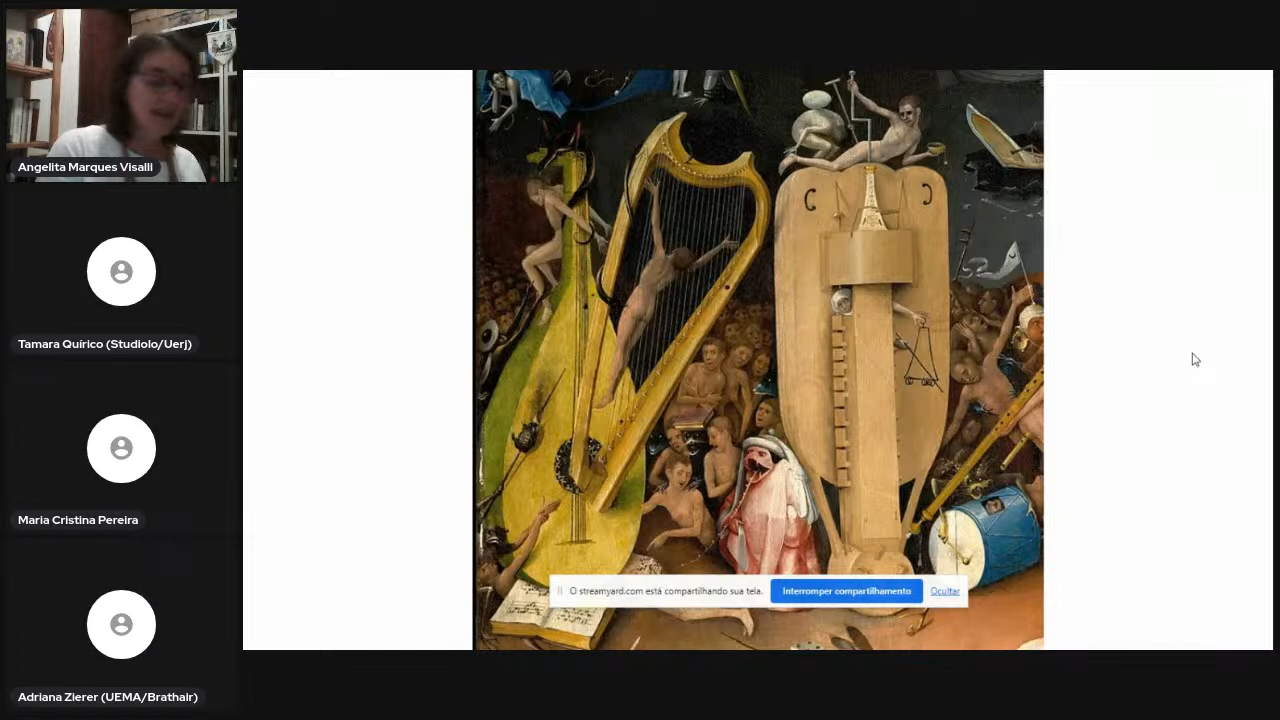 Angelita Marques Visalli
Tamara Quírico (Studiolo/Uerj)
Maria Cristina Pereira
Adriana Zierer (UEMA/Brathair)
O streamyard.com está compartilhando sua tela. Interromper compartilhamento Ocultar